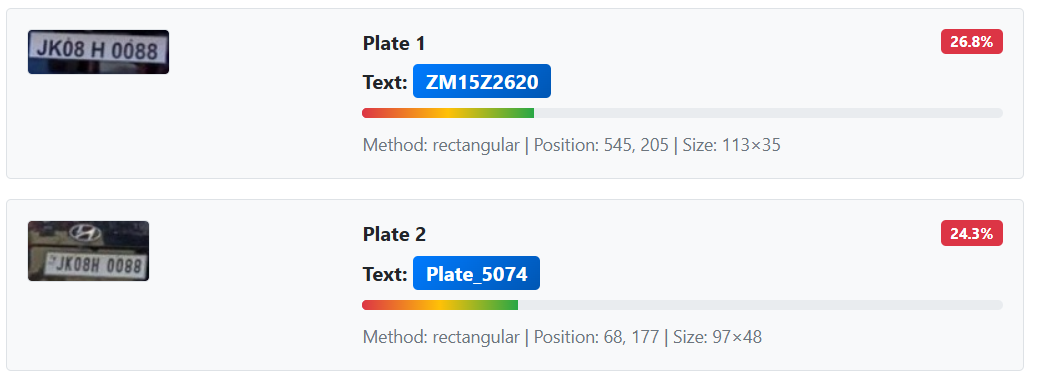 JK08 H 0088
Plate 1
26.8%
Text: ZM15Z2620
Method: rectangular | Position: 545, 205 | Size: 113×35
JK08H 0088
Plate 2
24.3%
Text: Plate_5074
Method: rectangular | Position: 68, 177 | Size: 97×48